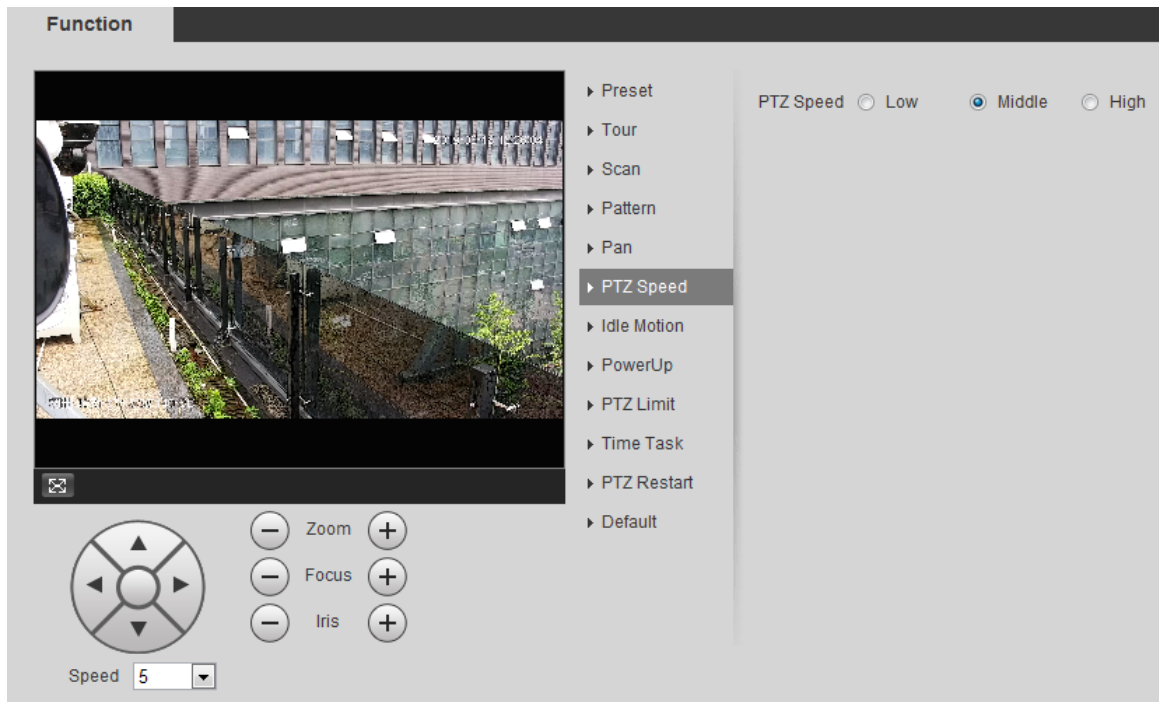 Function
Preset
Tour
Scan
Pattern
Pan
PTZ Speed
Idle Motion
PowerUp
PTZ Limit
Time Task
PTZ Restart
Default
PTZ Speed Low Middle High
Zoom
Focus
Iris
Speed 5